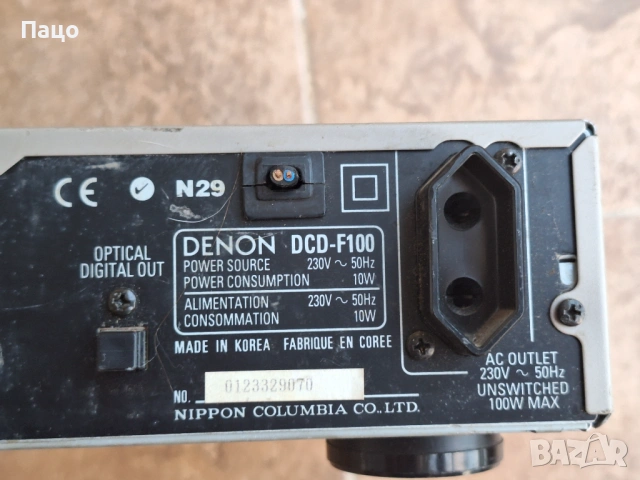 Пацо
CE N29
OPTICAL
DIGITAL OUT
DENON DCD-F100
POWER SOURCE 230V ~ 50Hz
POWER CONSUMPTION 10W
ALIMENTATION 230V ~ 50Hz
CONSOMMATION 10W
MADE IN KOREA FABRIQUE EN COREE
NO. 0123329070
NIPPON COLUMBIA CO., LTD.
AC OUTLET
230V ~ 50Hz
UNSWITCHED
100W MAX
BAZAR